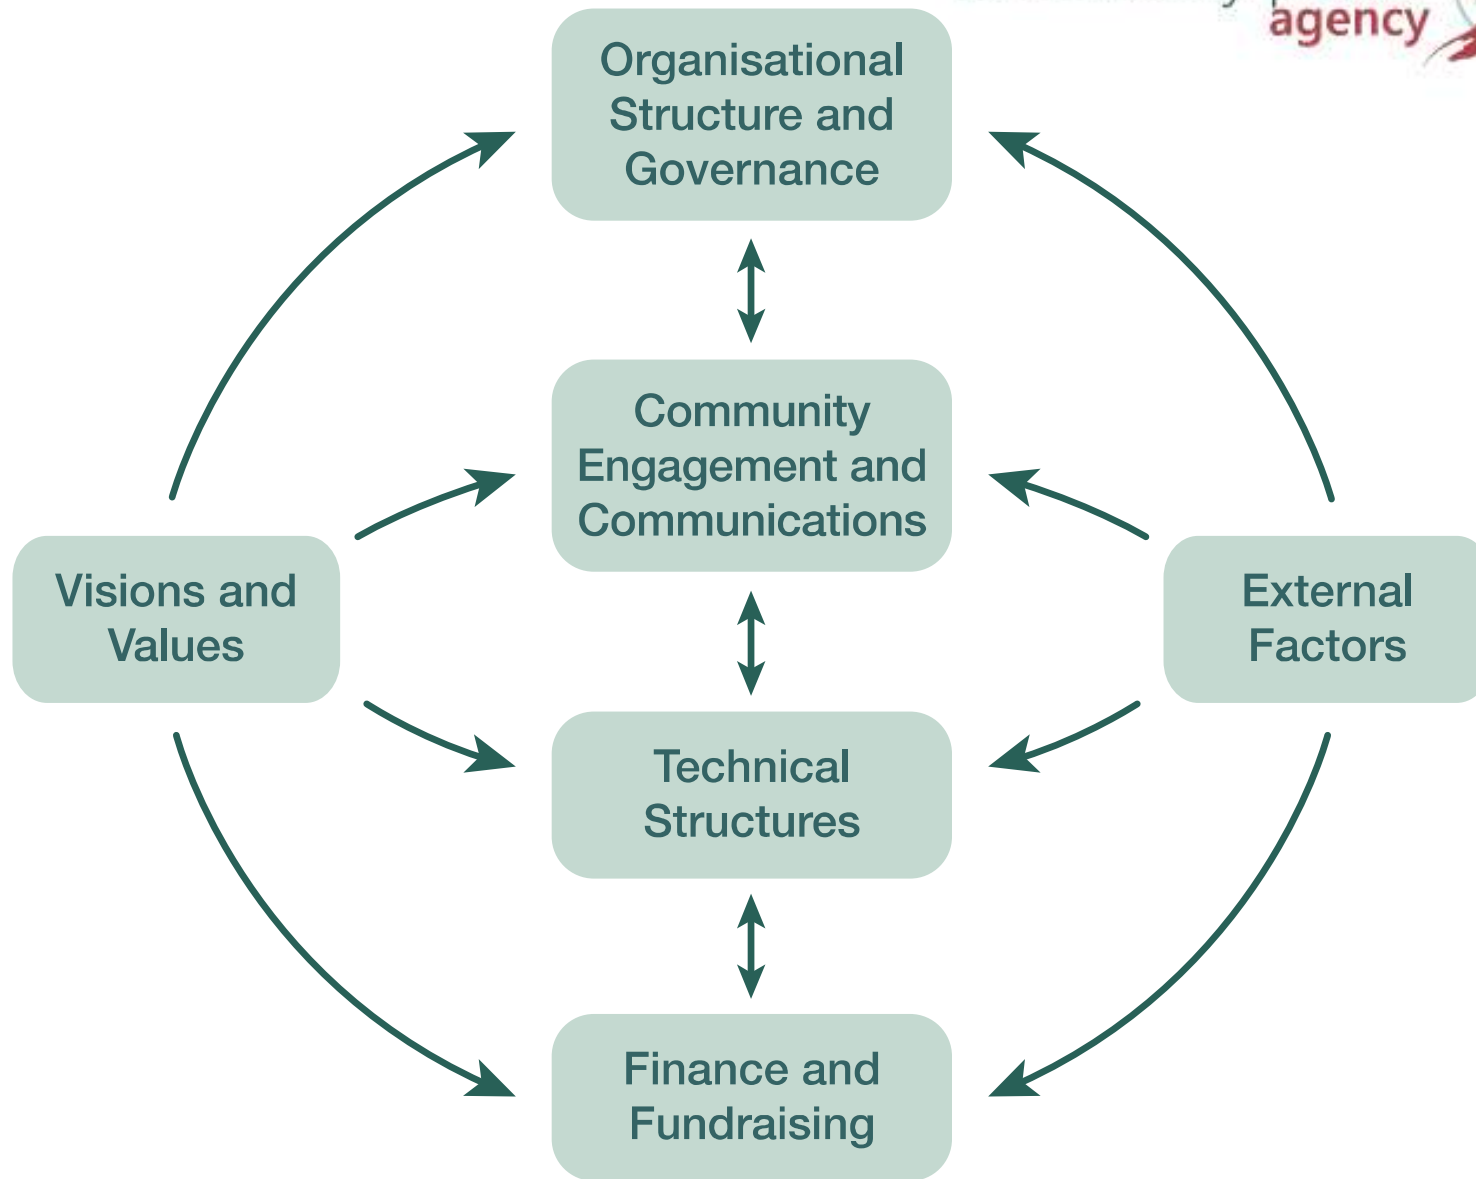 agency
Organisational
Structure and
Governance
Community
Engagement and
Communications
Visions and
Values
External
Factors
Technical
Structures
Finance and
Fundraising